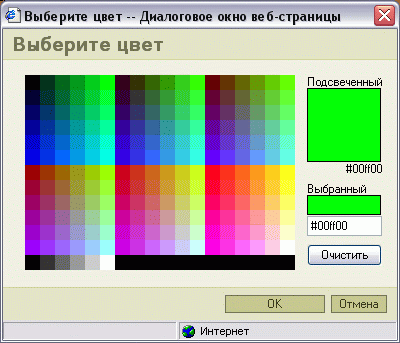 Выберите цвет -- Диалоговое окно веб-страницы
Выберите цвет
Подсвеченный
#00ff00
Выбранный
#00ff00
Очистить
OK
Отмена
Интернет